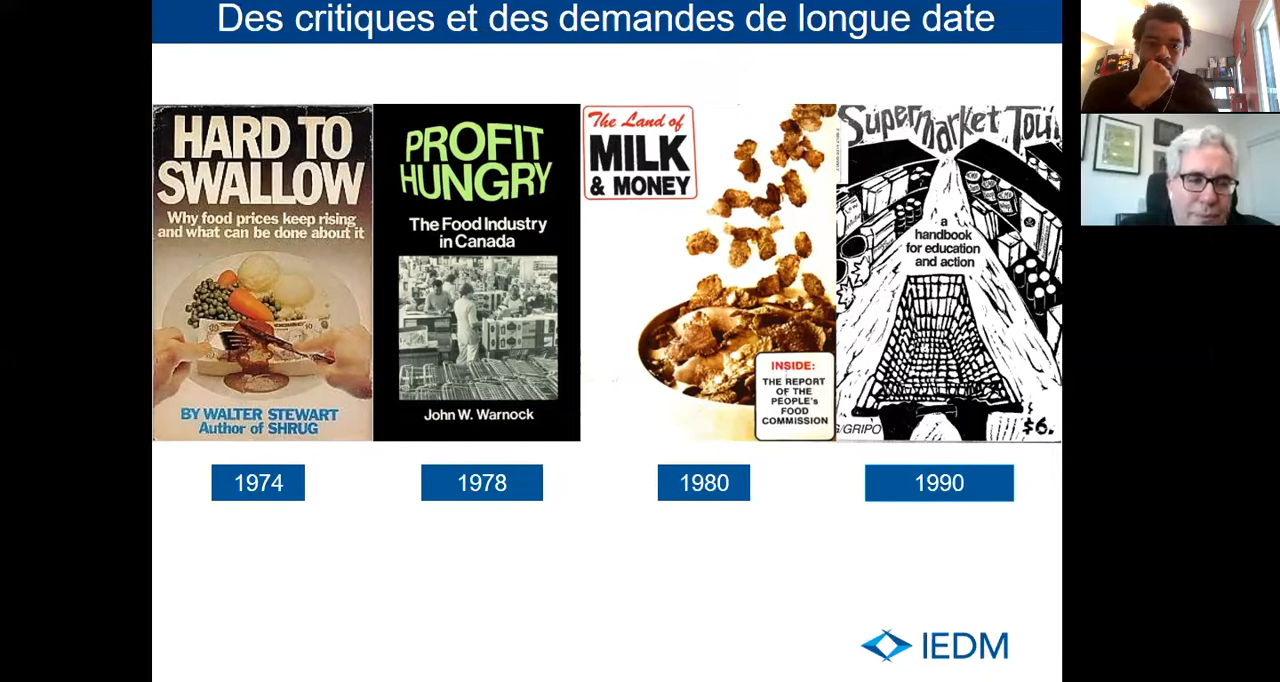 Des critiques et des demandes de longue date
HARD TO
SWALLOW
Why food prices keep rising
and what can be done about it
BY WALTER STEWART
Author of SHRUG
PROFIT
HUNGRY
The Food Industry
in Canada
John W. Warnock
The Land of
MILK
& MONEY
INSIDE:
THE REPORT
OF THE
PEOPLE's
FOOD
COMMISSION
Supermarket Tour
a
handbook
for education
and action
G/GRIPO
$6.
1974
1978
1980
1990
IEDM